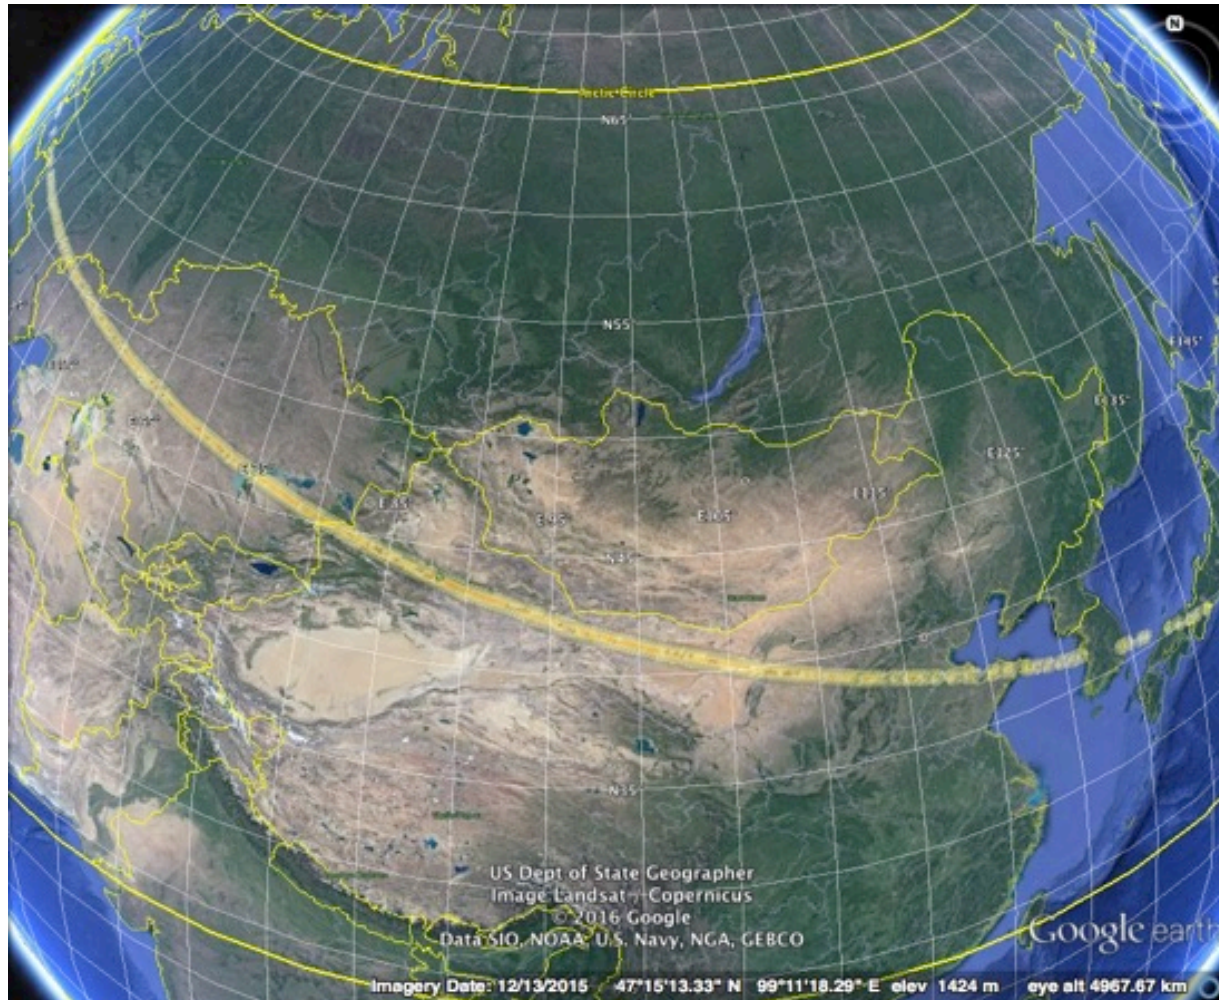 N
Arctic Circle
N65°
N55°
E145°
E135°
E125°
E115°
E105°
E95°
E85°
N45°
N35°
US Dept of State Geographer
Image Landsat / Copernicus
© 2016 Google
Data SIO, NOAA, U.S. Navy, NGA, GEBCO
Google earth
Imagery Date: 12/13/2015 47°15'13.33" N 99°11'18.29" E elev 1424 m eye alt 4967.67 km